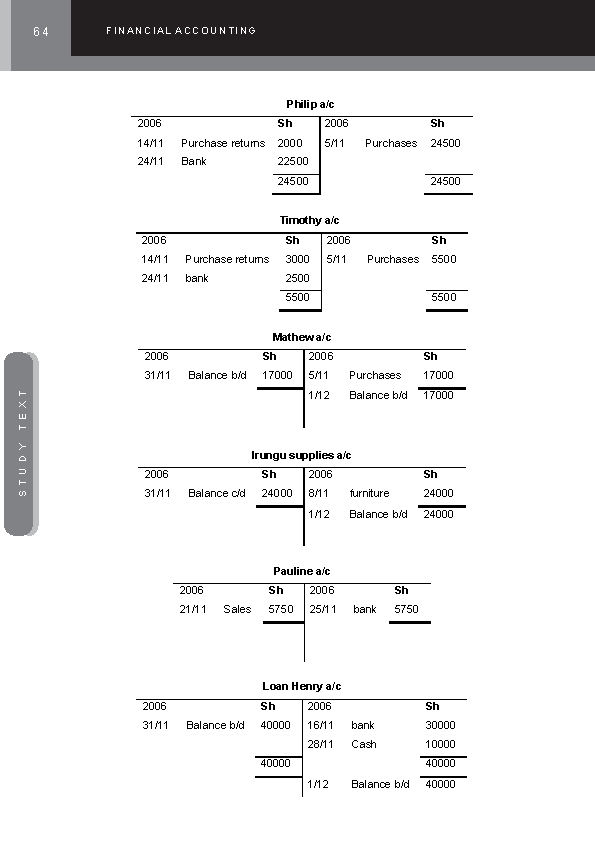 64 FINANCIAL ACCOUNTING
Philip a/c
2006 Sh 2006 Sh
14/11 Purchase returns 2000 5/11 Purchases 24500
24/11 Bank 22500
24500 24500
Timothy a/c
2006 Sh 2006 Sh
14/11 Purchase returns 3000 5/11 Purchases 5500
24/11 bank 2500
5500 5500
Mathew a/c
2006 Sh 2006 Sh
31/11 Balance b/d 17000 5/11 Purchases 17000
1/12 Balance b/d 17000
STUDY TEXT
Irungu supplies a/c
2006 Sh 2006 Sh
31/11 Balance c/d 24000 8/11 furniture 24000
1/12 Balance b/d 24000
Pauline a/c
2006 Sh 2006 Sh
21/11 Sales 5750 25/11 bank 5750
Loan Henry a/c
2006 Sh 2006 Sh
31/11 Balance b/d 40000 16/11 bank 30000
28/11 Cash 10000
40000 40000
1/12 Balance b/d 40000